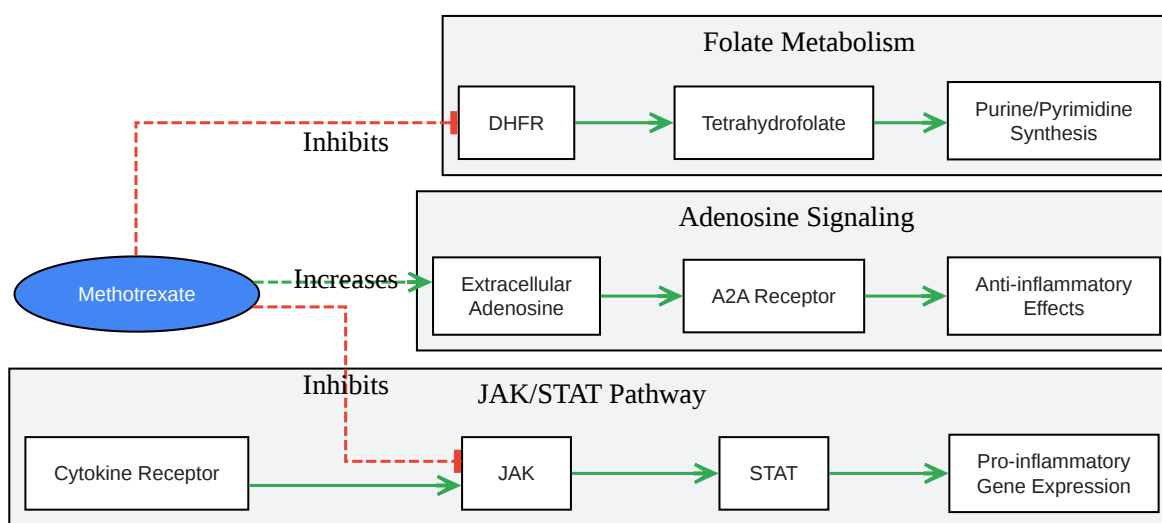 Folate Metabolism
DHFR
Tetrahydrofolate
Purine/Pyrimidine
Synthesis
Inhibits
Adenosine Signaling
Methotrexate
Increases
Extracellular
Adenosine
A2A Receptor
Anti-inflammatory
Effects
Inhibits
JAK/STAT Pathway
Cytokine Receptor
JAK
STAT
Pro-inflammatory
Gene Expression